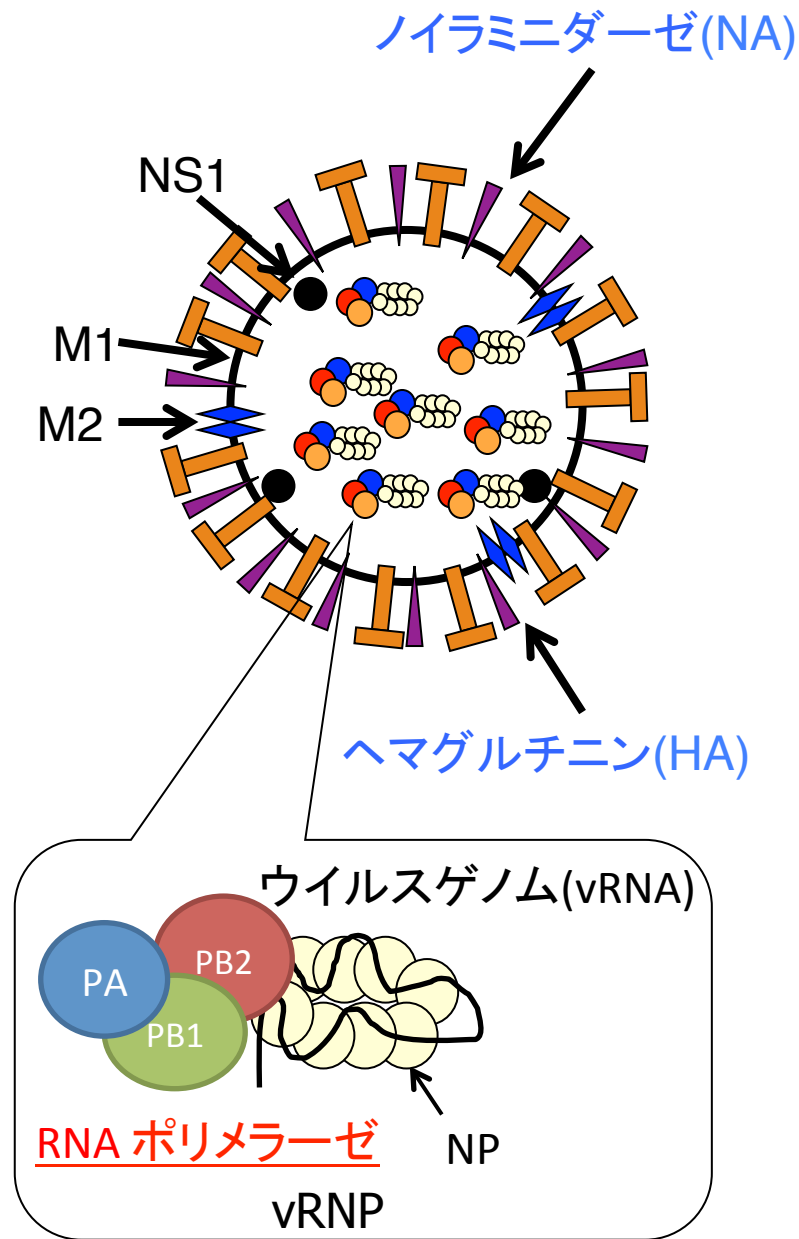 ノイラミニダーゼ(NA)
NS1
M1
M2
ヘマグルチニン(HA)
ウイルスゲノム(vRNA)
PA
PB2
PB1
NP
RNA ポリメラーゼ
vRNP